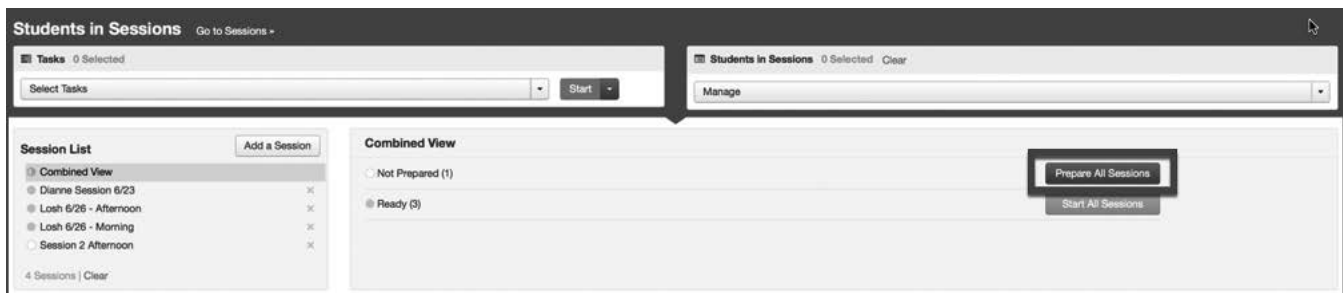 Students in Sessions Go to Sessions »
Tasks 0 Selected
Select Tasks
Start
Students in Sessions 0 Selected Clear
Manage
Session List
Add a Session
Combined View
Dianne Session 6/23
Losh 6/26 - Afternoon
Losh 6/26 - Morning
Session 2 Afternoon
4 Sessions | Clear
Combined View
Not Prepared (1)
Prepare All Sessions
Ready (3)
Start All Sessions